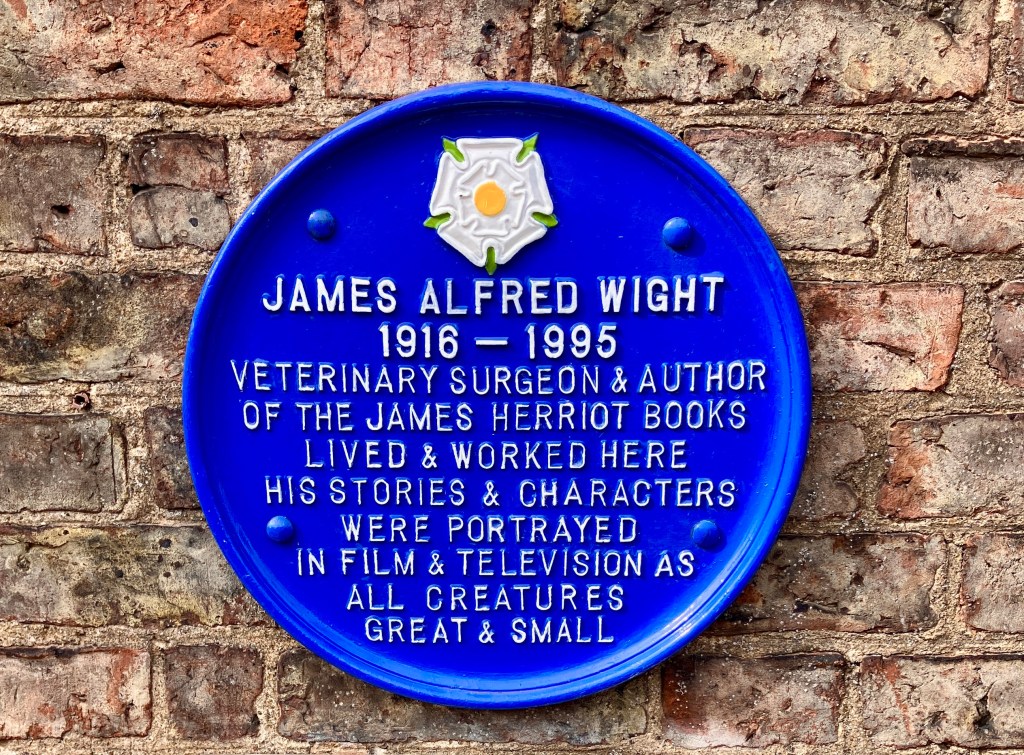 JAMES ALFRED WIGHT
1916 – 1995
VETERINARY SURGEON & AUTHOR
OF THE JAMES HERRIOT BOOKS
LIVED & WORKED HERE
HIS STORIES & CHARACTERS
WERE PORTRAYED
IN FILM & TELEVISION AS
ALL CREATURES
GREAT & SMALL